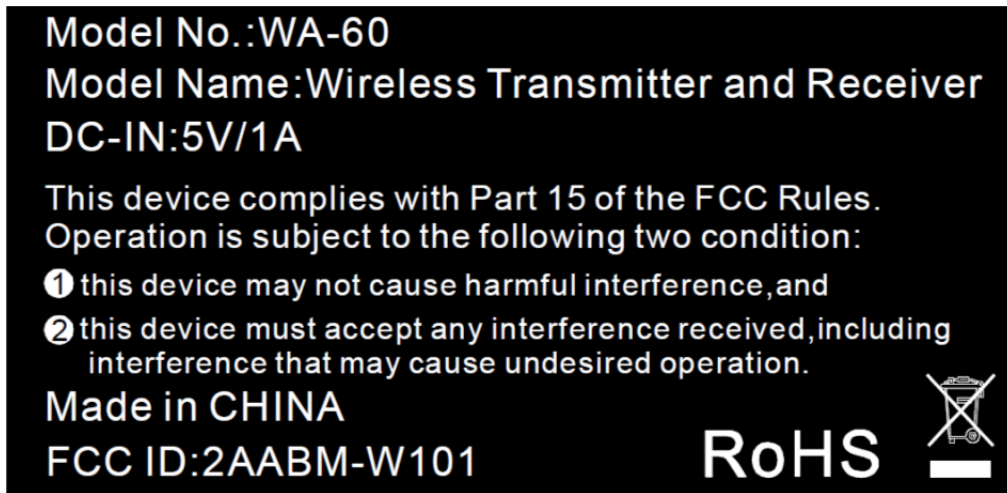 Model No.:WA-60
Model Name:Wireless Transmitter and Receiver
DC-IN:5V/1A
This device complies with Part 15 of the FCC Rules.
Operation is subject to the following two condition:
① this device may not cause harmful interference,and
② this device must accept any interference received,including
interference that may cause undesired operation.
Made in CHINA
FCC ID:2AABM-W101
RoHS